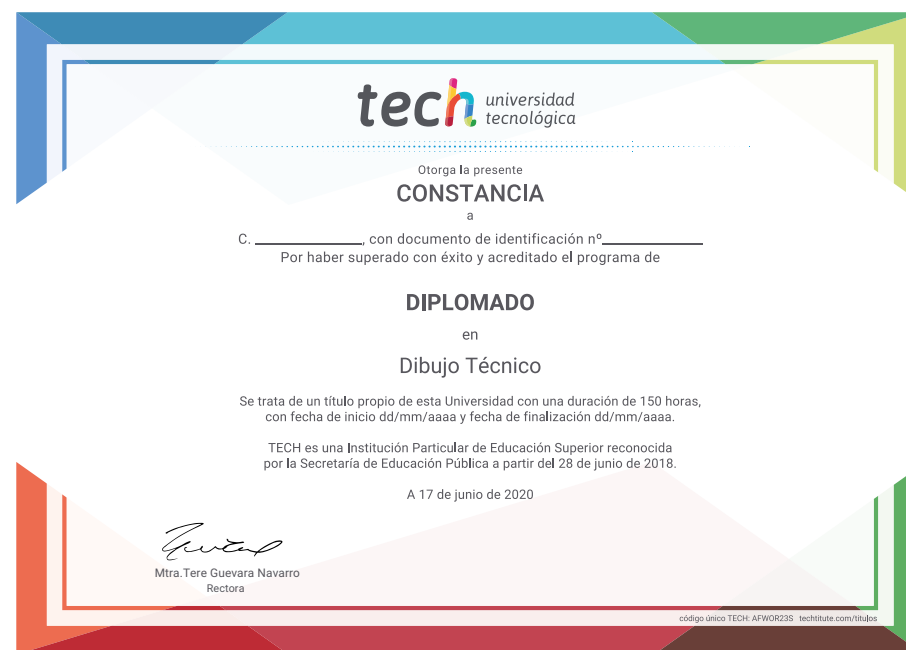 tech universidad
tecnológica
Otorga la presente
CONSTANCIA
a
C. ______________, con documento de identificación nº_____________
Por haber superado con éxito y acreditado el programa de
DIPLOMADO
en
Dibujo Técnico
Se trata de un título propio de esta Universidad con una duración de 150 horas,
con fecha de inicio dd/mm/aaaa y fecha de finalización dd/mm/aaaa.
TECH es una Institución Particular de Educación Superior reconocida
por la Secretaría de Educación Pública a partir del 28 de junio de 2018.
A 17 de junio de 2020
Mtra.Tere Guevara Navarro
Rectora
código único TECH: AFWOR23S techtitute.com/titulos